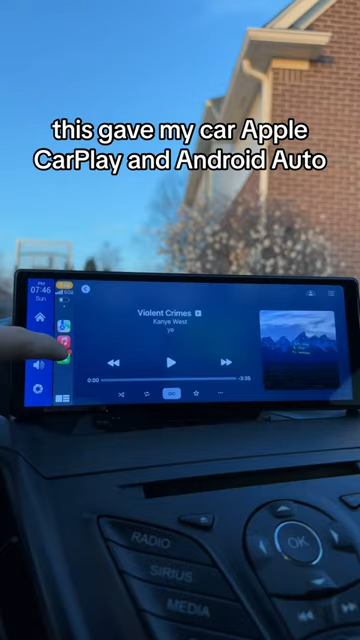 this gave my car Apple
CarPlay and Android Auto
PM
07:46
Sun
5G
Violent Crimes E
Kanye West
ye
0:00
-3:35
RADIO
SIRIUS
MEDIA
OK